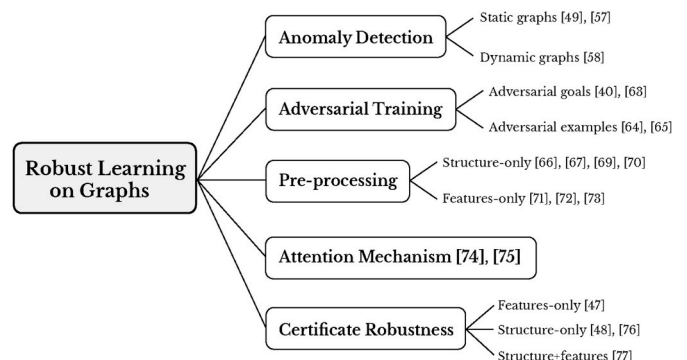 Robust Learning
on Graphs
Anomaly Detection
Static graphs [49], [57]
Dynamic graphs [58]
Adversarial Training
Adversarial goals [40], [63]
Adversarial examples [64], [65]
Pre-processing
Structure-only [66], [67], [69], [70]
Features-only [71], [72], [73]
Attention Mechanism [74], [75]
Certificate Robustness
Features-only [47]
Structure-only [48], [76]
Structure+features [77]